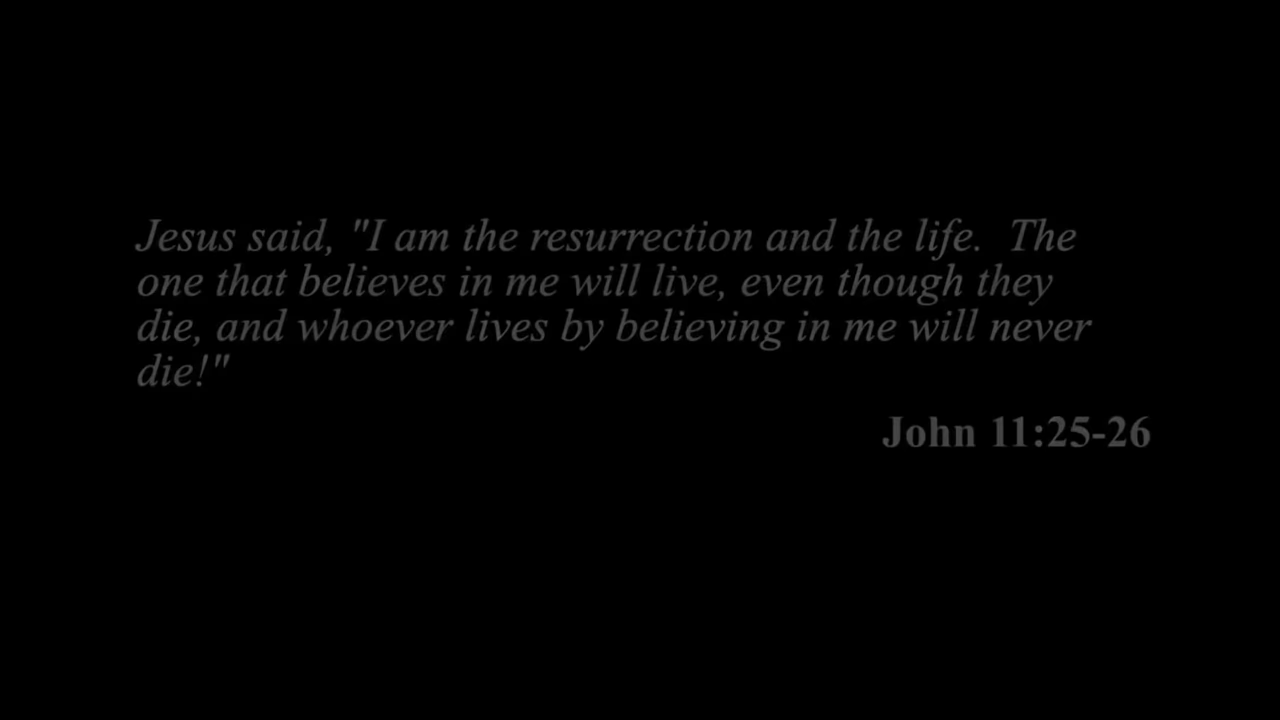 Jesus said, "I am the resurrection and the life.  The
one that believes in me will live, even though they
die, and whoever lives by believing in me will never
die!"
John 11:25-26